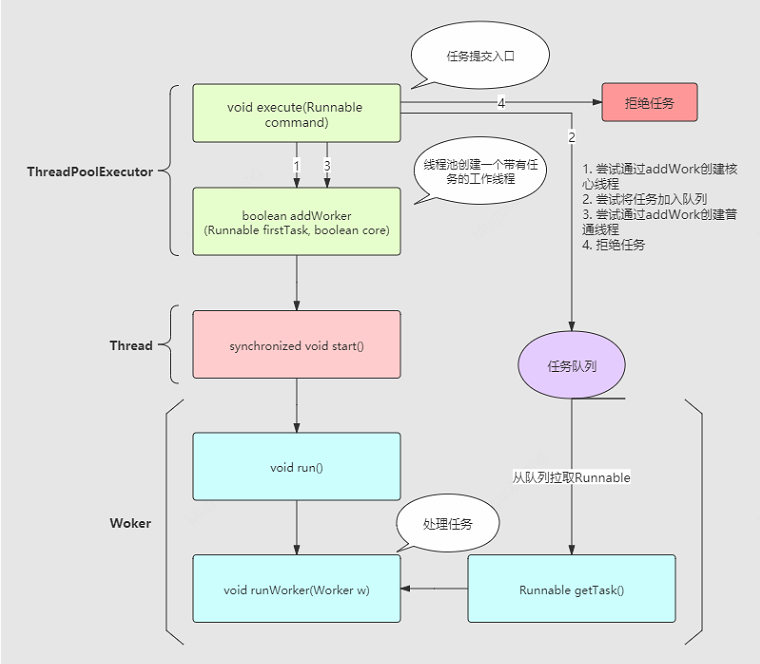 任务提交入口
void execute(Runnable
command)
4
拒绝任务
2
ThreadPoolExecutor
1
3
线程池创建一个带有任
务的工作线程
1. 尝试通过addWork创建核
心线程
2. 尝试将任务加入队列
3. 尝试通过addWork创建普
通线程
4. 拒绝任务
boolean addWorker
(Runnable firstTask, boolean core)
Thread
synchronized void start()
任务队列
void run()
从队列拉取Runnable
Woker
处理任务
void runWorker(Worker w)
Runnable getTask()